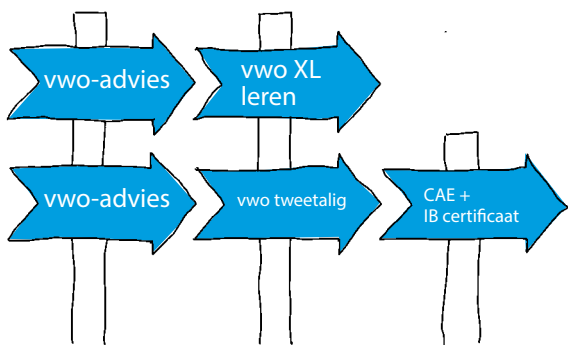 vwo-advies
vwo XL
leren
vwo-advies
vwo tweetalig
CAE +
IB certificaat